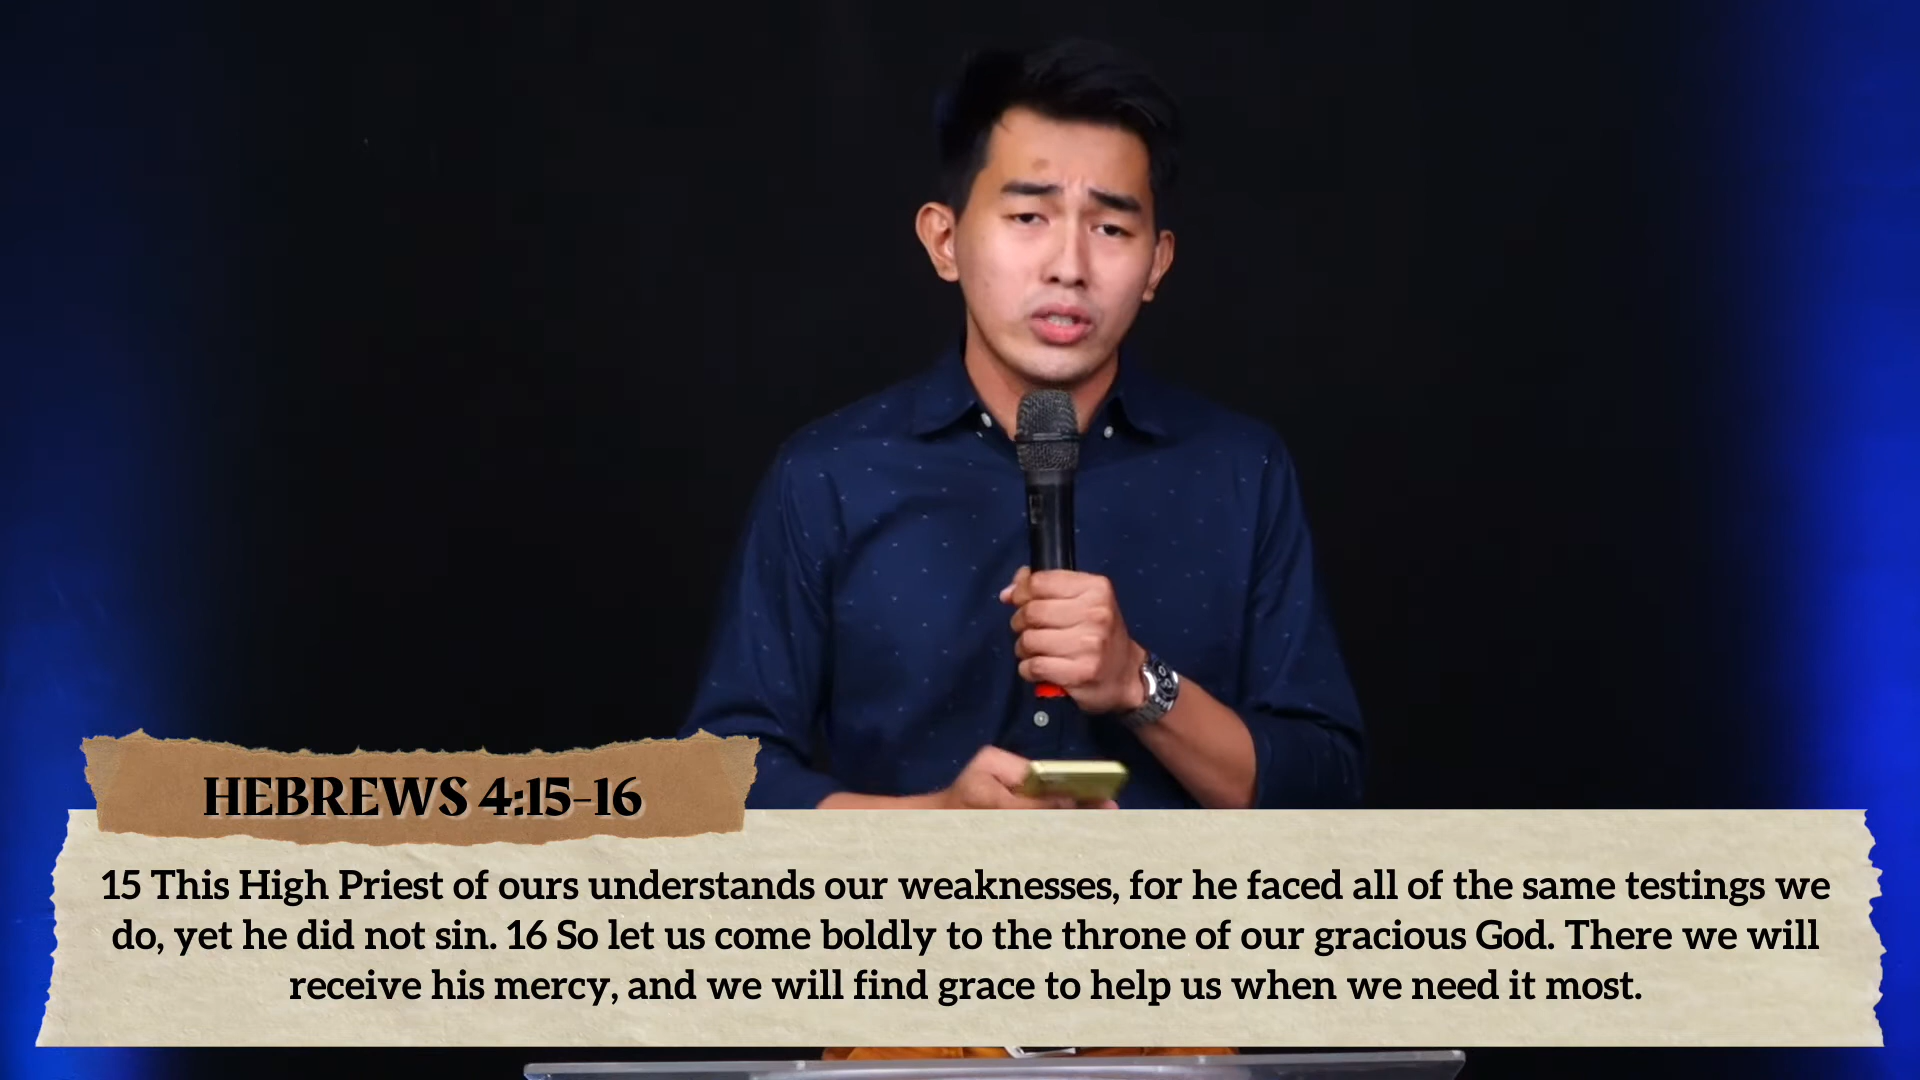 HEBREWS 4:15-16
15 This High Priest of ours understands our weaknesses, for he faced all of the same testings we
do, yet he did not sin. 16 So let us come boldly to the throne of our gracious God. There we will
receive his mercy, and we will find grace to help us when we need it most.